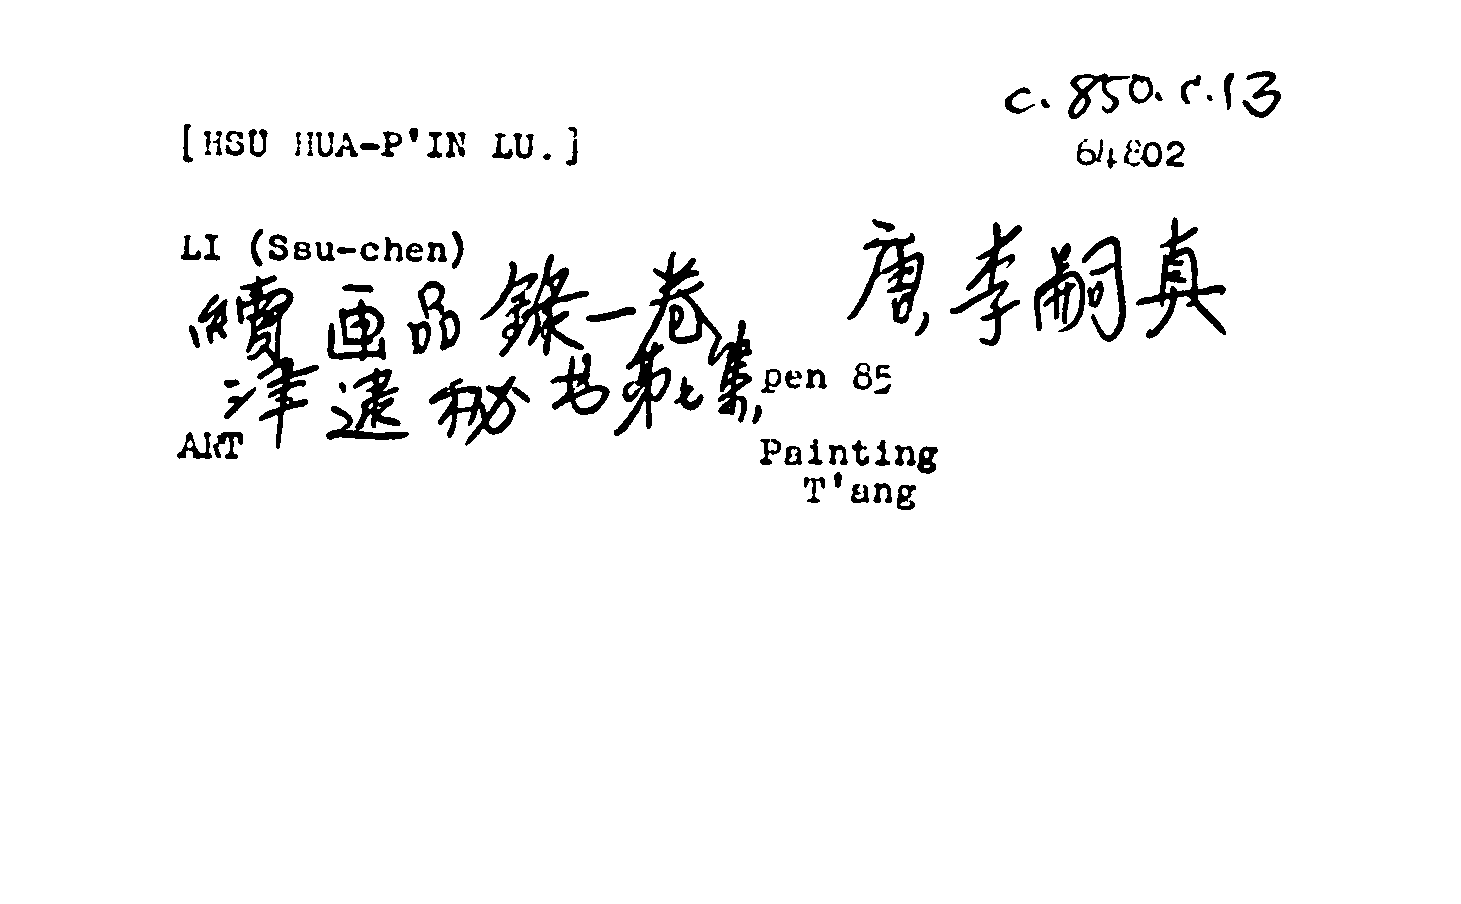 c.850.c.13
[HSU HUA-P'IN LU.]
64802
LI (Ssu-chen)
唐, 李嗣真
續画品錄一卷
津逮秘书第七集, pen 85
ART
Painting
T'ang